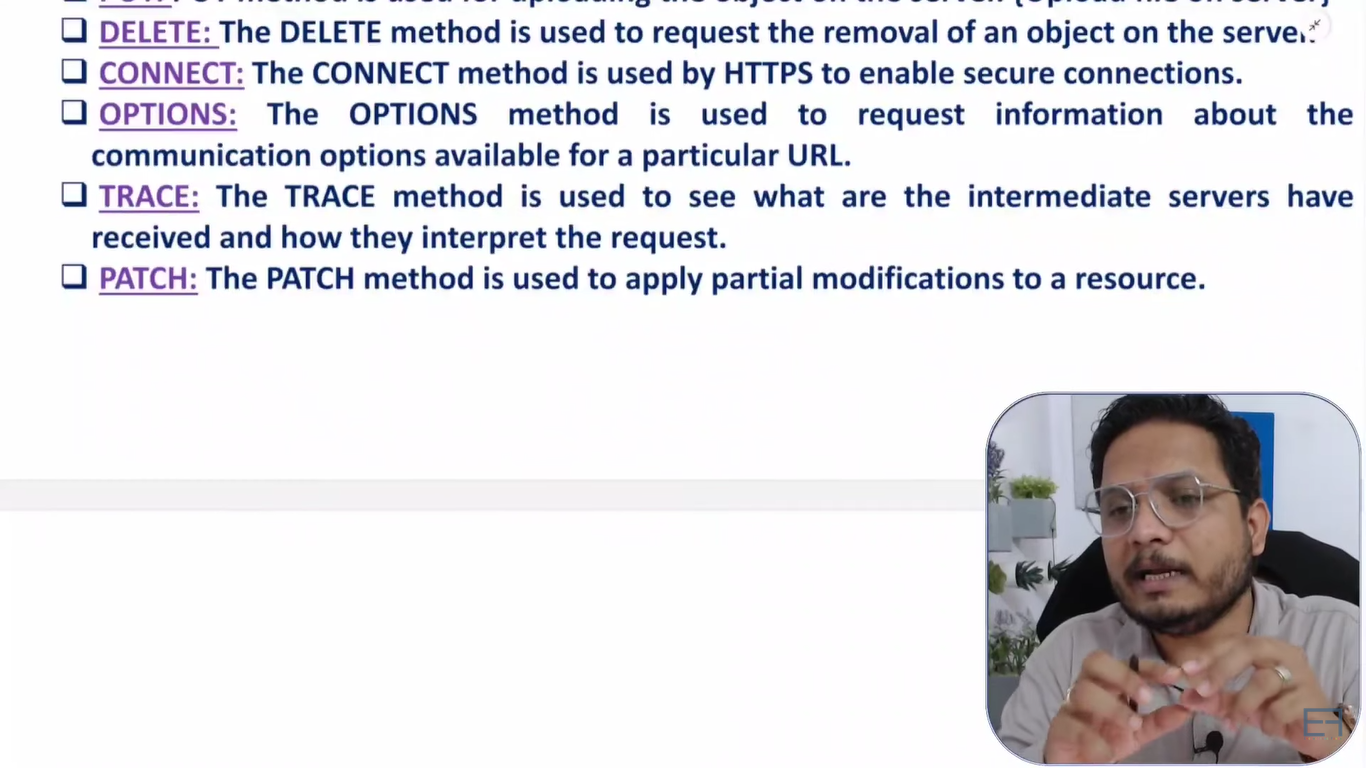 PUT: PUT method is used for uploading the object on the server. (Upload file on server)
❑ DELETE: The DELETE method is used to request the removal of an object on the server.
❑ CONNECT: The CONNECT method is used by HTTPS to enable secure connections.
❑ OPTIONS: The OPTIONS method is used to request information about the
communication options available for a particular URL.
❑ TRACE: The TRACE method is used to see what are the intermediate servers have
received and how they interpret the request.
❑ PATCH: The PATCH method is used to apply partial modifications to a resource.
EF